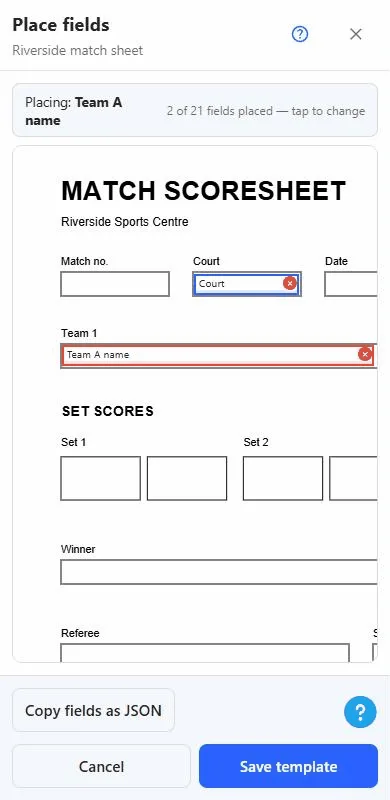 Place fields
Riverside match sheet
Placing: Team A
name
2 of 21 fields placed — tap to change
MATCH SCORESHEET
Riverside Sports Centre
Match no.
Court
Date
Court
Team 1
Team A name
SET SCORES
Set 1
Set 2
Winner
Referee
Copy fields as JSON
?
Cancel
Save template